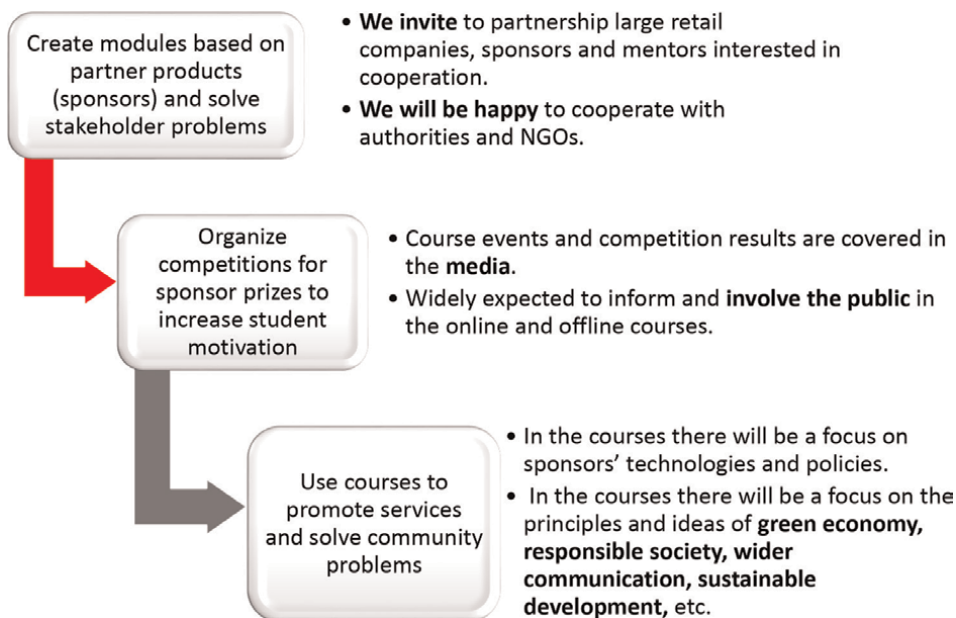 Create modules based on
partner products
(sponsors) and solve
stakeholder problems
• We invite to partnership large retail
companies, sponsors and mentors interested in
cooperation.
• We will be happy to cooperate with
authorities and NGOs.
Organize
competitions for
sponsor prizes to
increase student
motivation
• Course events and competition results are covered in
the media.
• Widely expected to inform and involve the public in
the online and offline courses.
Use courses to
promote services
and solve community
problems
• In the courses there will be a focus on
sponsors’ technologies and policies.
• In the courses there will be a focus on the
principles and ideas of green economy,
responsible society, wider
communication, sustainable
development, etc.